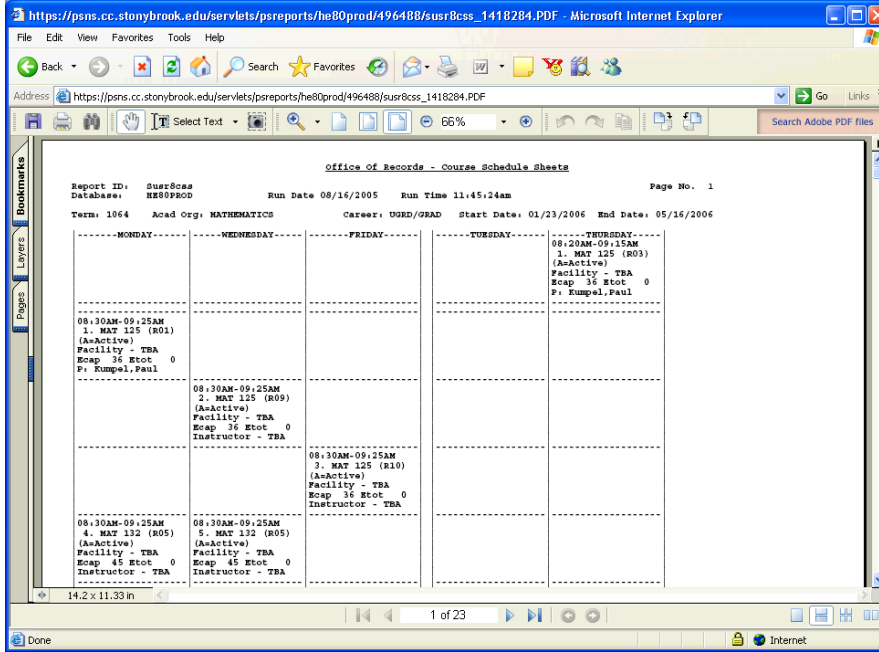 https://psns.cc.stonybrook.edu/servlets/psreports/he80prod/496488/susr8css_1418284.PDF - Microsoft Internet Explorer
File Edit View Favorites Tools Help
Back Search Favorites
Address https://psns.cc.stonybrook.edu/servlets/psreports/he80prod/496488/susr8css_1418284.PDF Go Links
Select Text 66% Search Adobe PDF files
Bookmarks
Layers
Pages
Office Of Records - Course Schedule Sheets
Report ID: Susr8css Page No. 1
Database: HE80PROD Run Date 08/16/2005 Run Time 11:45:24am
Term: 1064 Acad Org: MATHEMATICS Career: UGRD/GRAD Start Date: 01/23/2006 End Date: 05/16/2006
|-------MONDAY-------|-----WEDNESDAY-----|-------FRIDAY------| |------TUESDAY------|------THURSDAY-----|
08:20AM-09:15AM
1. MAT 125 (R03)
(A=Active)
Facility - TBA
Ecap 36 Etot 0
P: Kumpel,Paul
08:30AM-09:25AM
1. MAT 125 (R01)
(A=Active)
Facility - TBA
Ecap 36 Etot 0
P: Kumpel,Paul
08:30AM-09:25AM
2. MAT 125 (R09)
(A=Active)
Facility - TBA
Ecap 36 Etot 0
Instructor - TBA
08:30AM-09:25AM
3. MAT 125 (R10)
(A=Active)
Facility - TBA
Ecap 36 Etot 0
Instructor - TBA
08:30AM-09:25AM 08:30AM-09:25AM
4. MAT 132 (R05) 5. MAT 132 (R05)
(A=Active) (A=Active)
Facility - TBA Facility - TBA
Ecap 45 Etot 0 Ecap 45 Etot 0
Instructor - TBA Instructor - TBA
14.2 x 11.33 in
1 of 23
Done Internet